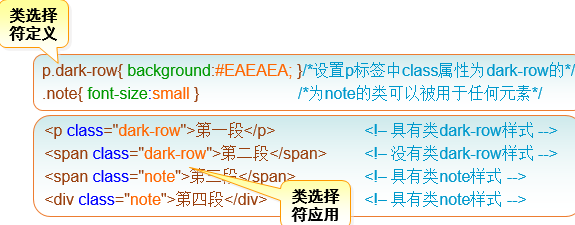 类选择
符定义
p.dark-row{ background:#EAEAEA; }/*设置p标签中class属性为dark-row的*/
.note{ font-size:small } /*为note的类可以被用于任何元素*/
<p class="dark-row">第一段</p> <!– 具有类dark-row样式 -->
<span class="dark-row">第二段</span> <!– 没有类dark-row样式 -->
<span class="note">第三段</span> <!– 具有类note样式 -->
<div class="note">第四段</div> <!– 具有类note样式 -->
类选择
符应用